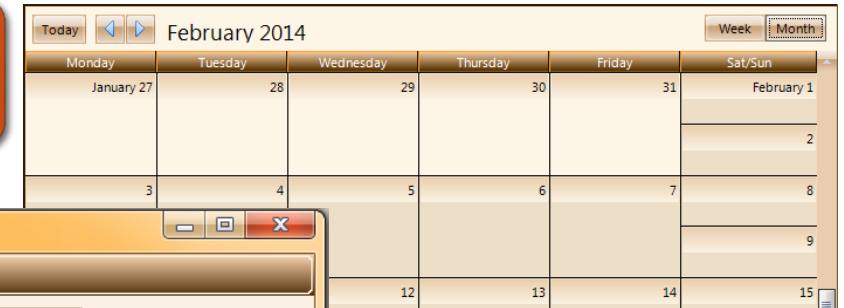 Today February 2014 Week Month
Monday Tuesday Wednesday Thursday Friday Sat/Sun
January 27 28 29 30 31 February 1
2
3 4 5 6 7 8
9
12 13 14 15